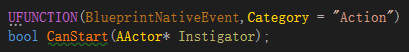 UFUNCTION(BlueprintNativeEvent,Category = "Action")
bool CanStart(AActor* Instigator);